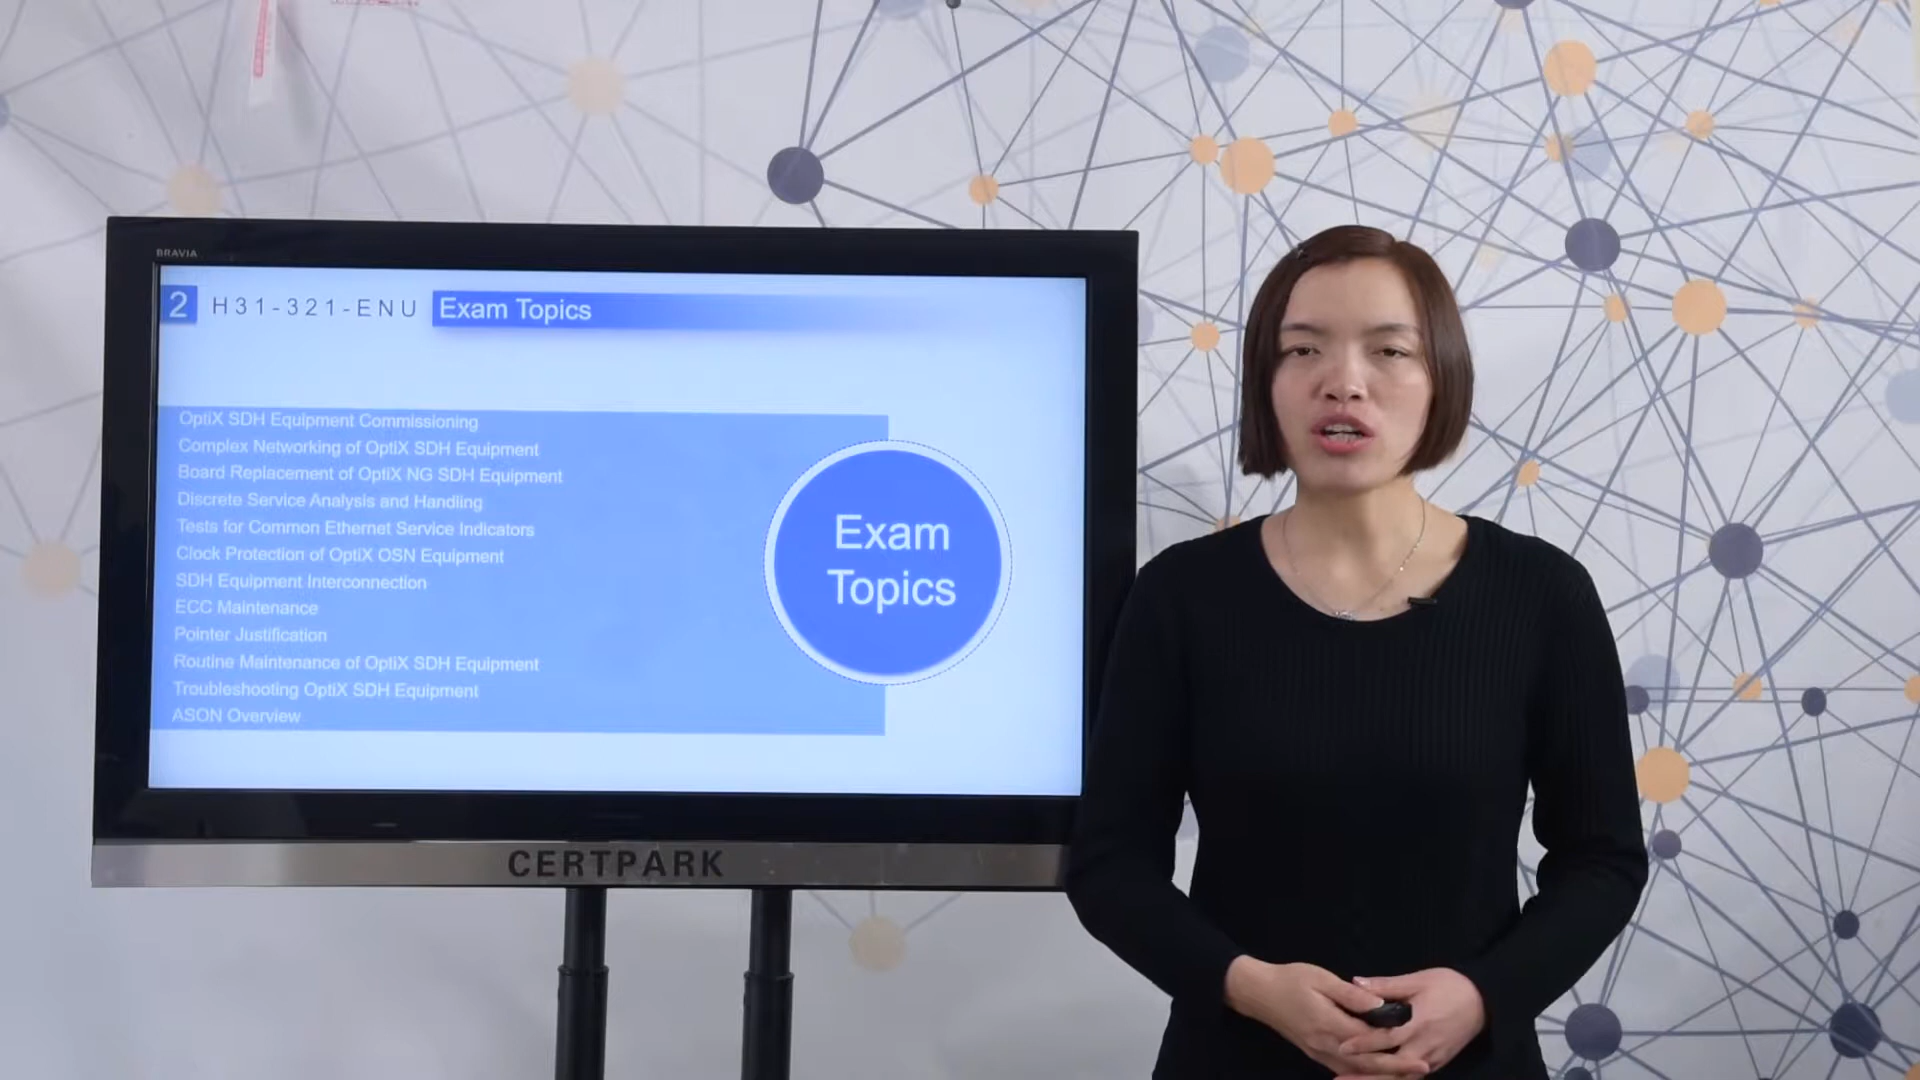 BRAVIA
2 H31-321-ENU Exam Topics
OptiX SDH Equipment Commissioning
Complex Networking of OptiX SDH Equipment
Board Replacement of OptiX NG SDH Equipment
Discrete Service Analysis and Handling
Tests for Common Ethernet Service Indicators
Clock Protection of OptiX OSN Equipment
SDH Equipment Interconnection
ECC Maintenance
Pointer Justification
Routine Maintenance of OptiX SDH Equipment
Troubleshooting OptiX SDH Equipment
ASON Overview
Exam
Topics
CERTPARK